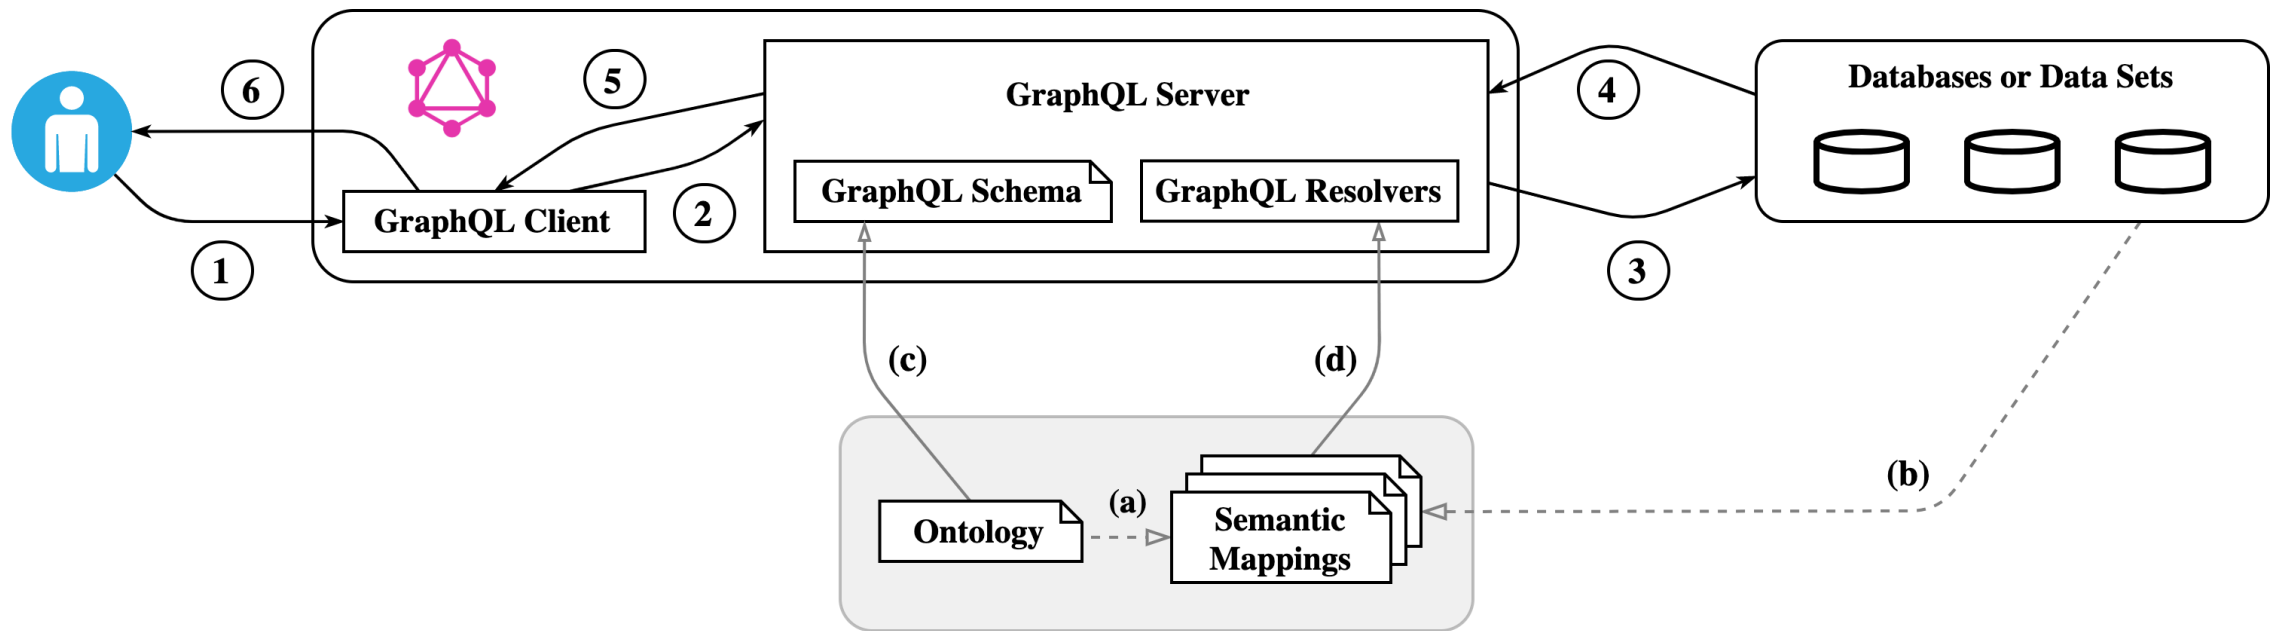 6
5
GraphQL Server
4
Databases or Data Sets
GraphQL Schema
GraphQL Resolvers
GraphQL Client
2
1
3
(c)
(d)
(b)
(a)
Ontology
Semantic
Mappings